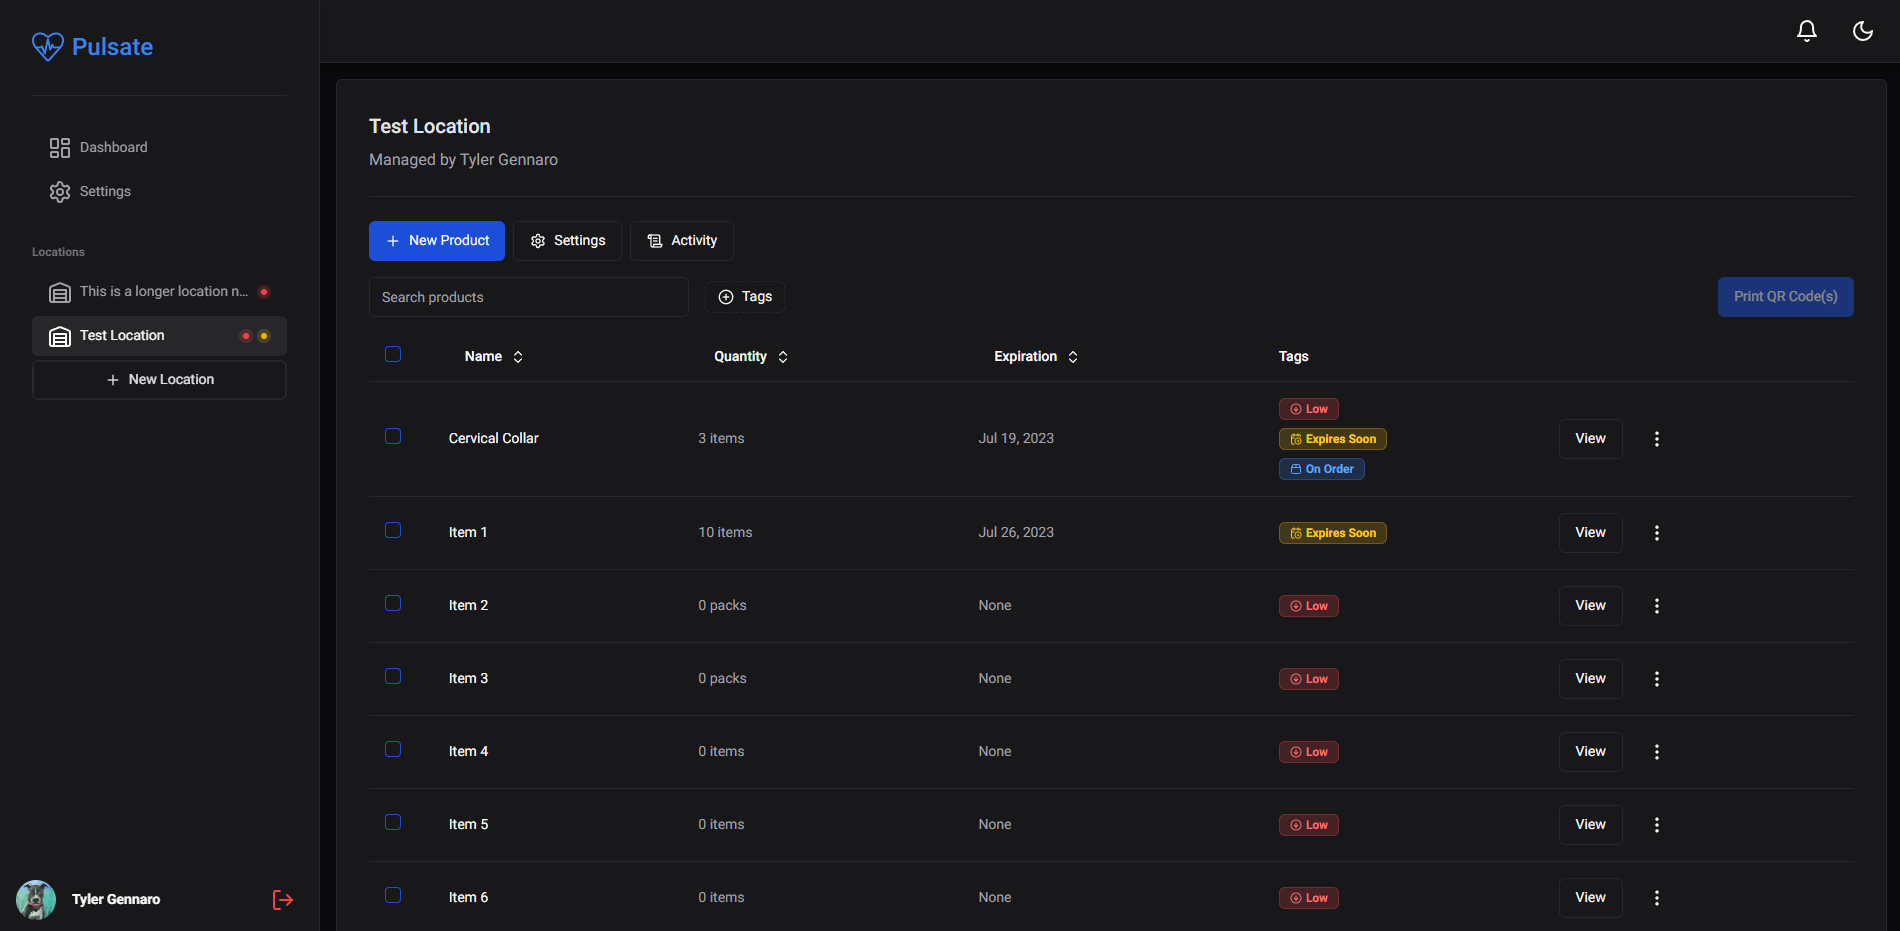 Pulsate
Dashboard
Settings
Locations
This is a longer location n...
Test Location
New Location
Tyler Gennaro
Test Location
Managed by Tyler Gennaro
New Product Settings Activity
Search products Tags Print QR Code(s)
Name Quantity Expiration Tags
Cervical Collar 3 items Jul 19, 2023 Low Expires Soon On Order View
Item 1 10 items Jul 26, 2023 Expires Soon View
Item 2 0 packs None Low View
Item 3 0 packs None Low View
Item 4 0 items None Low View
Item 5 0 items None Low View
Item 6 0 items None Low View